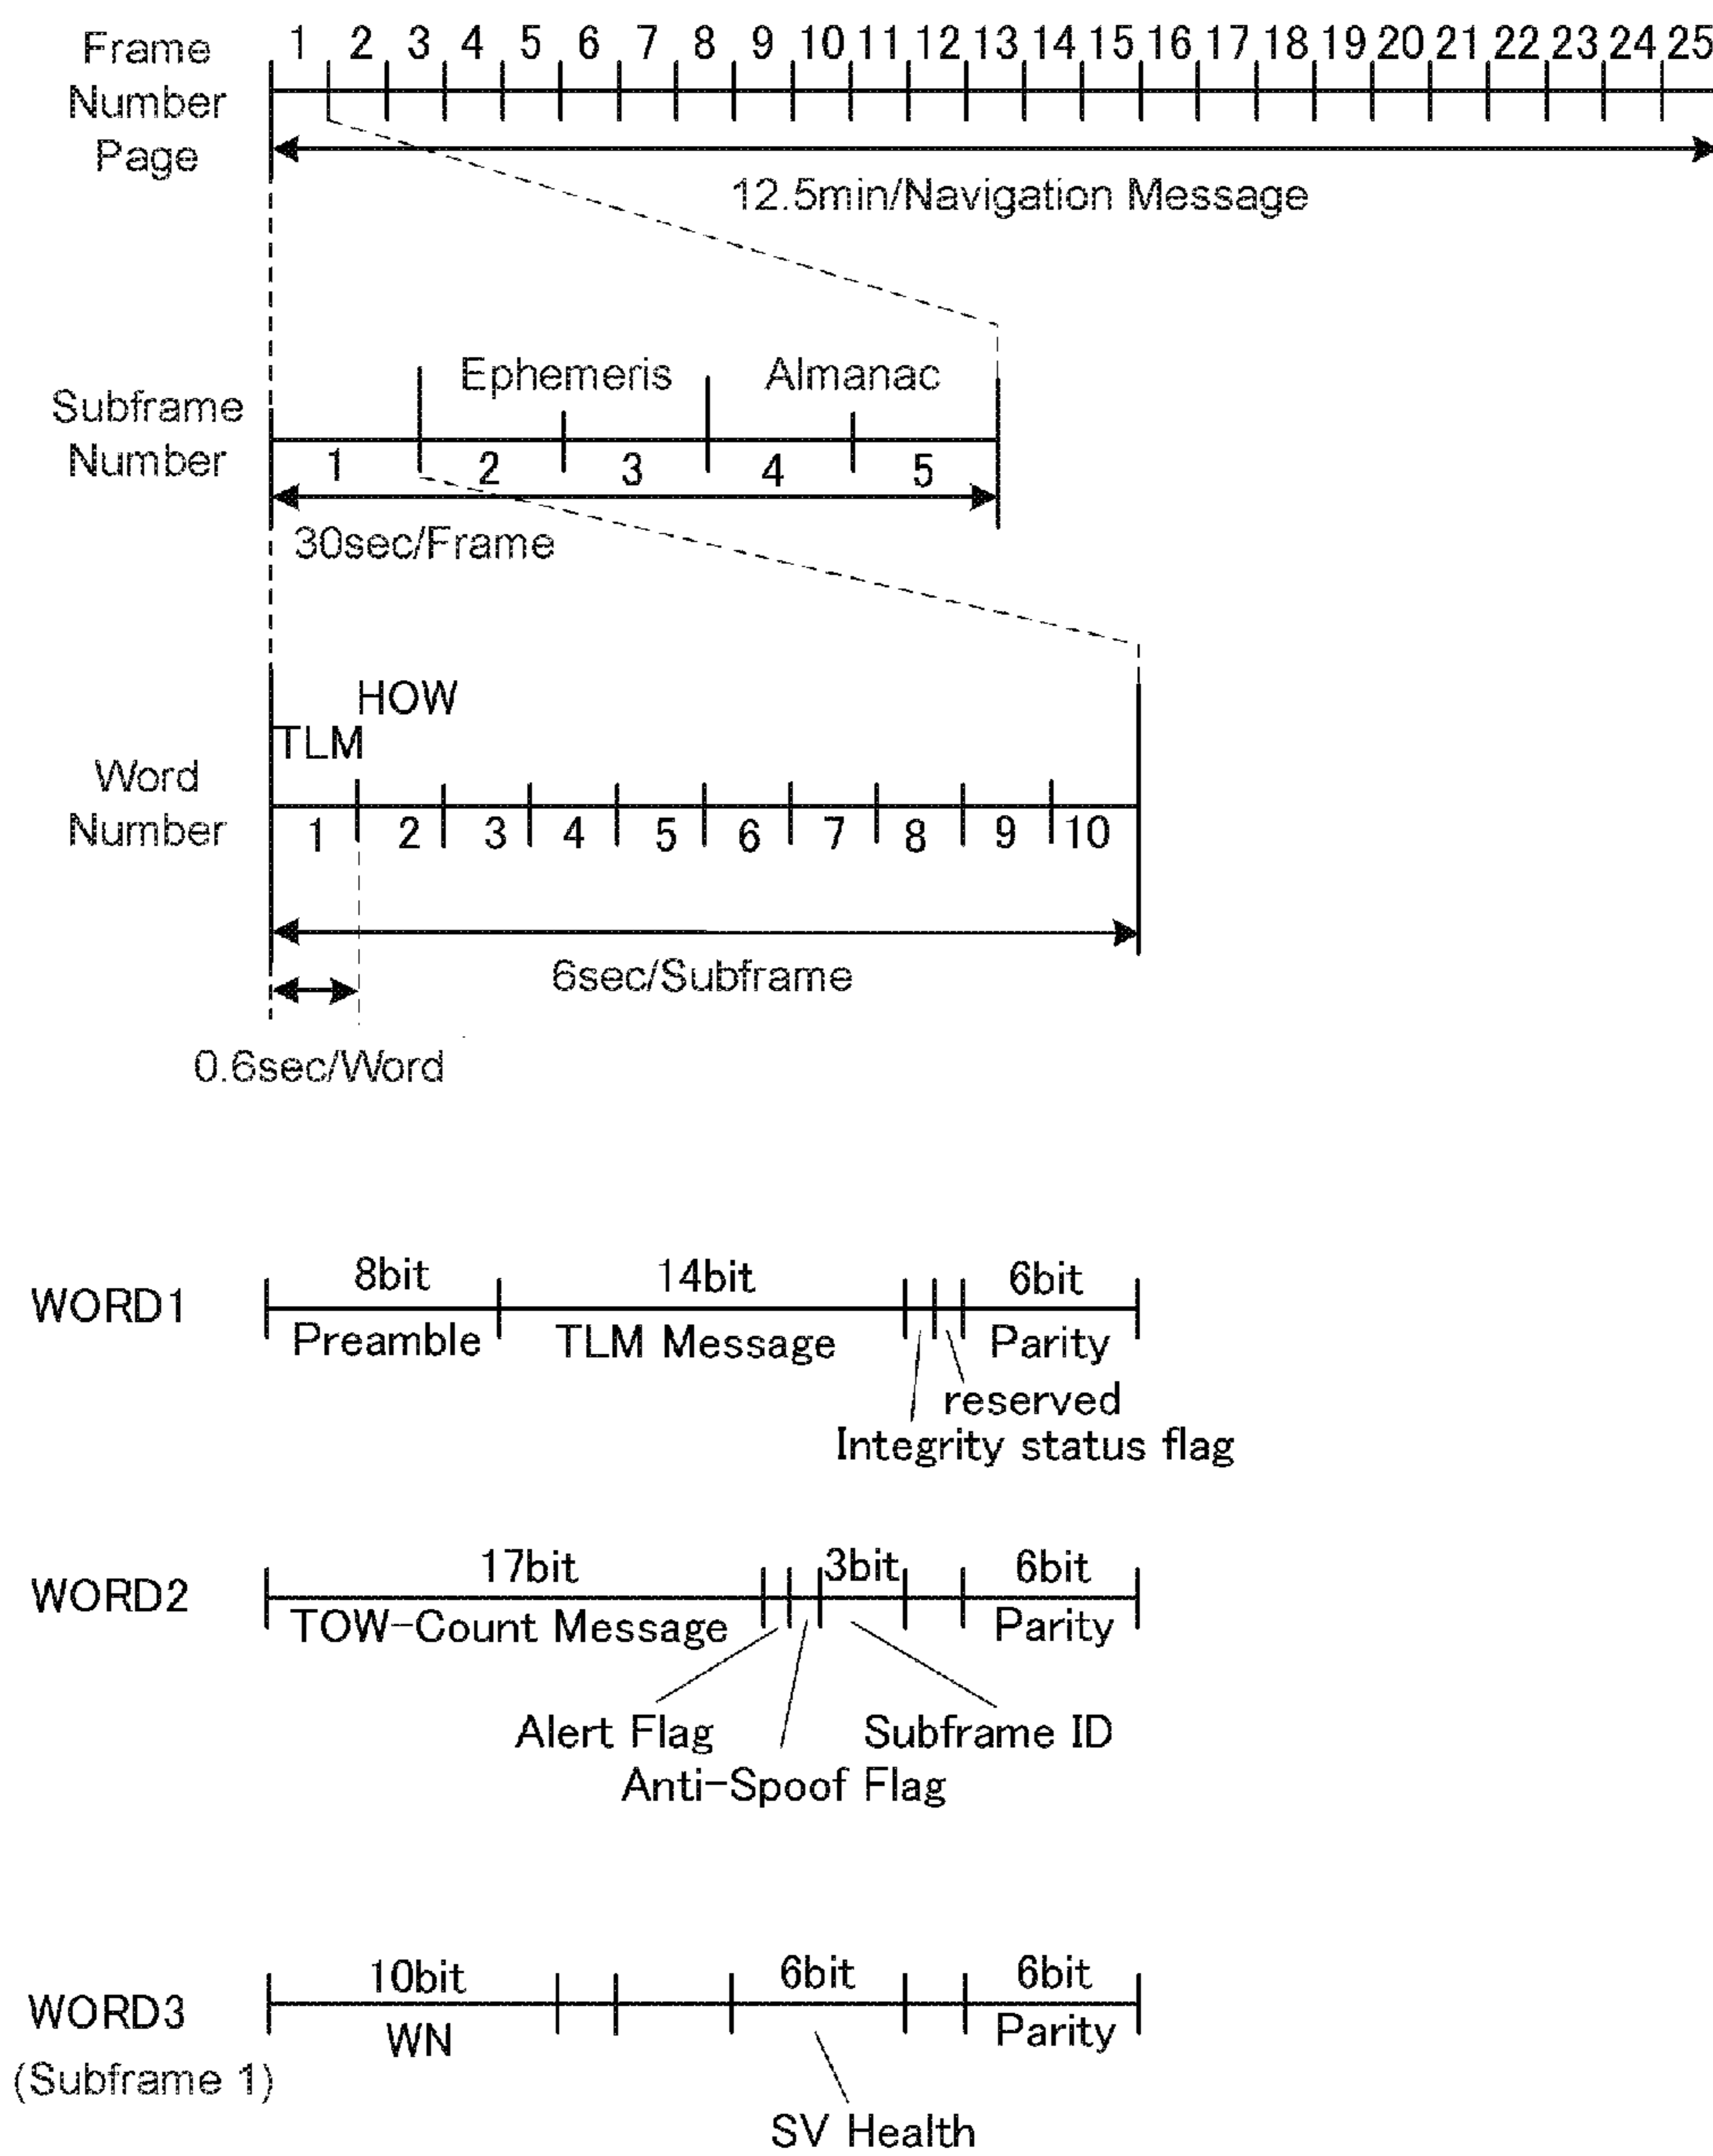 Frame
Number
Page
1 2 3 4 5 6 7 8 9 10 11 12 13 14 15 16 17 18 19 20 21 22 23 24 25
12.5min/Navigation Message
Ephemeris Almanac
Subframe
Number
1 2 3 4 5
30sec/Frame
HOW
TLM
Word
Number
1 2 3 4 5 6 7 8 9 10
6sec/Subframe
0.6sec/Word
8bit 14bit 6bit
WORD1
Preamble TLM Message Parity
reserved
Integrity status flag
17bit 3bit 6bit
WORD2
TOW-Count Message Parity
Alert Flag Subframe ID
Anti-Spoof Flag
10bit 6bit 6bit
WORD3
WN Parity
(Subframe 1)
SV Health